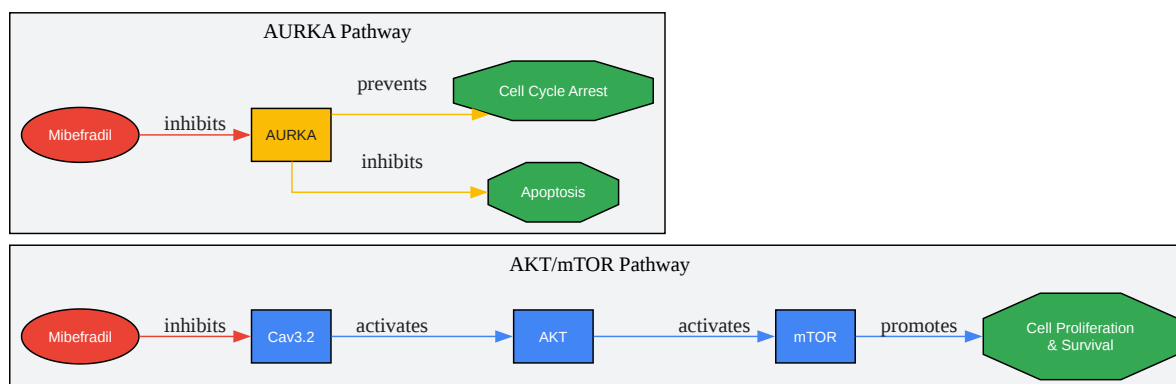 AURKA Pathway
prevents
Cell Cycle Arrest
Mibefradil
inhibits
AURKA
inhibits
Apoptosis
AKT/mTOR Pathway
Mibefradil
inhibits
Cav3.2
activates
AKT
activates
mTOR
promotes
Cell Proliferation
& Survival